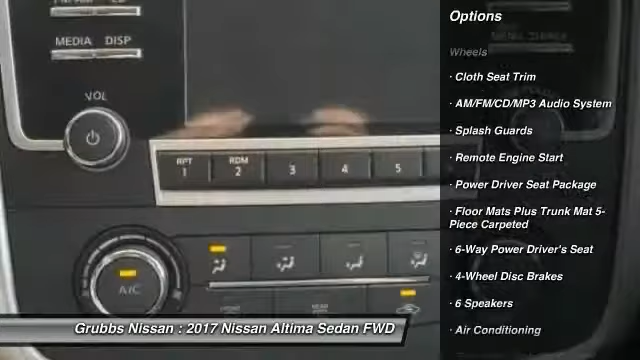 MEDIA DISP
VOL
RPT RDM
1 2 3 4 5
A/C
Grubbs Nissan : 2017 Nissan Altima Sedan FWD
Options
Wheels
· Cloth Seat Trim
· AM/FM/CD/MP3 Audio System
· Splash Guards
· Remote Engine Start
· Power Driver Seat Package
· Floor Mats Plus Trunk Mat 5-
Piece Carpeted
· 6-Way Power Driver's Seat
· 4-Wheel Disc Brakes
· 6 Speakers
· Air Conditioning